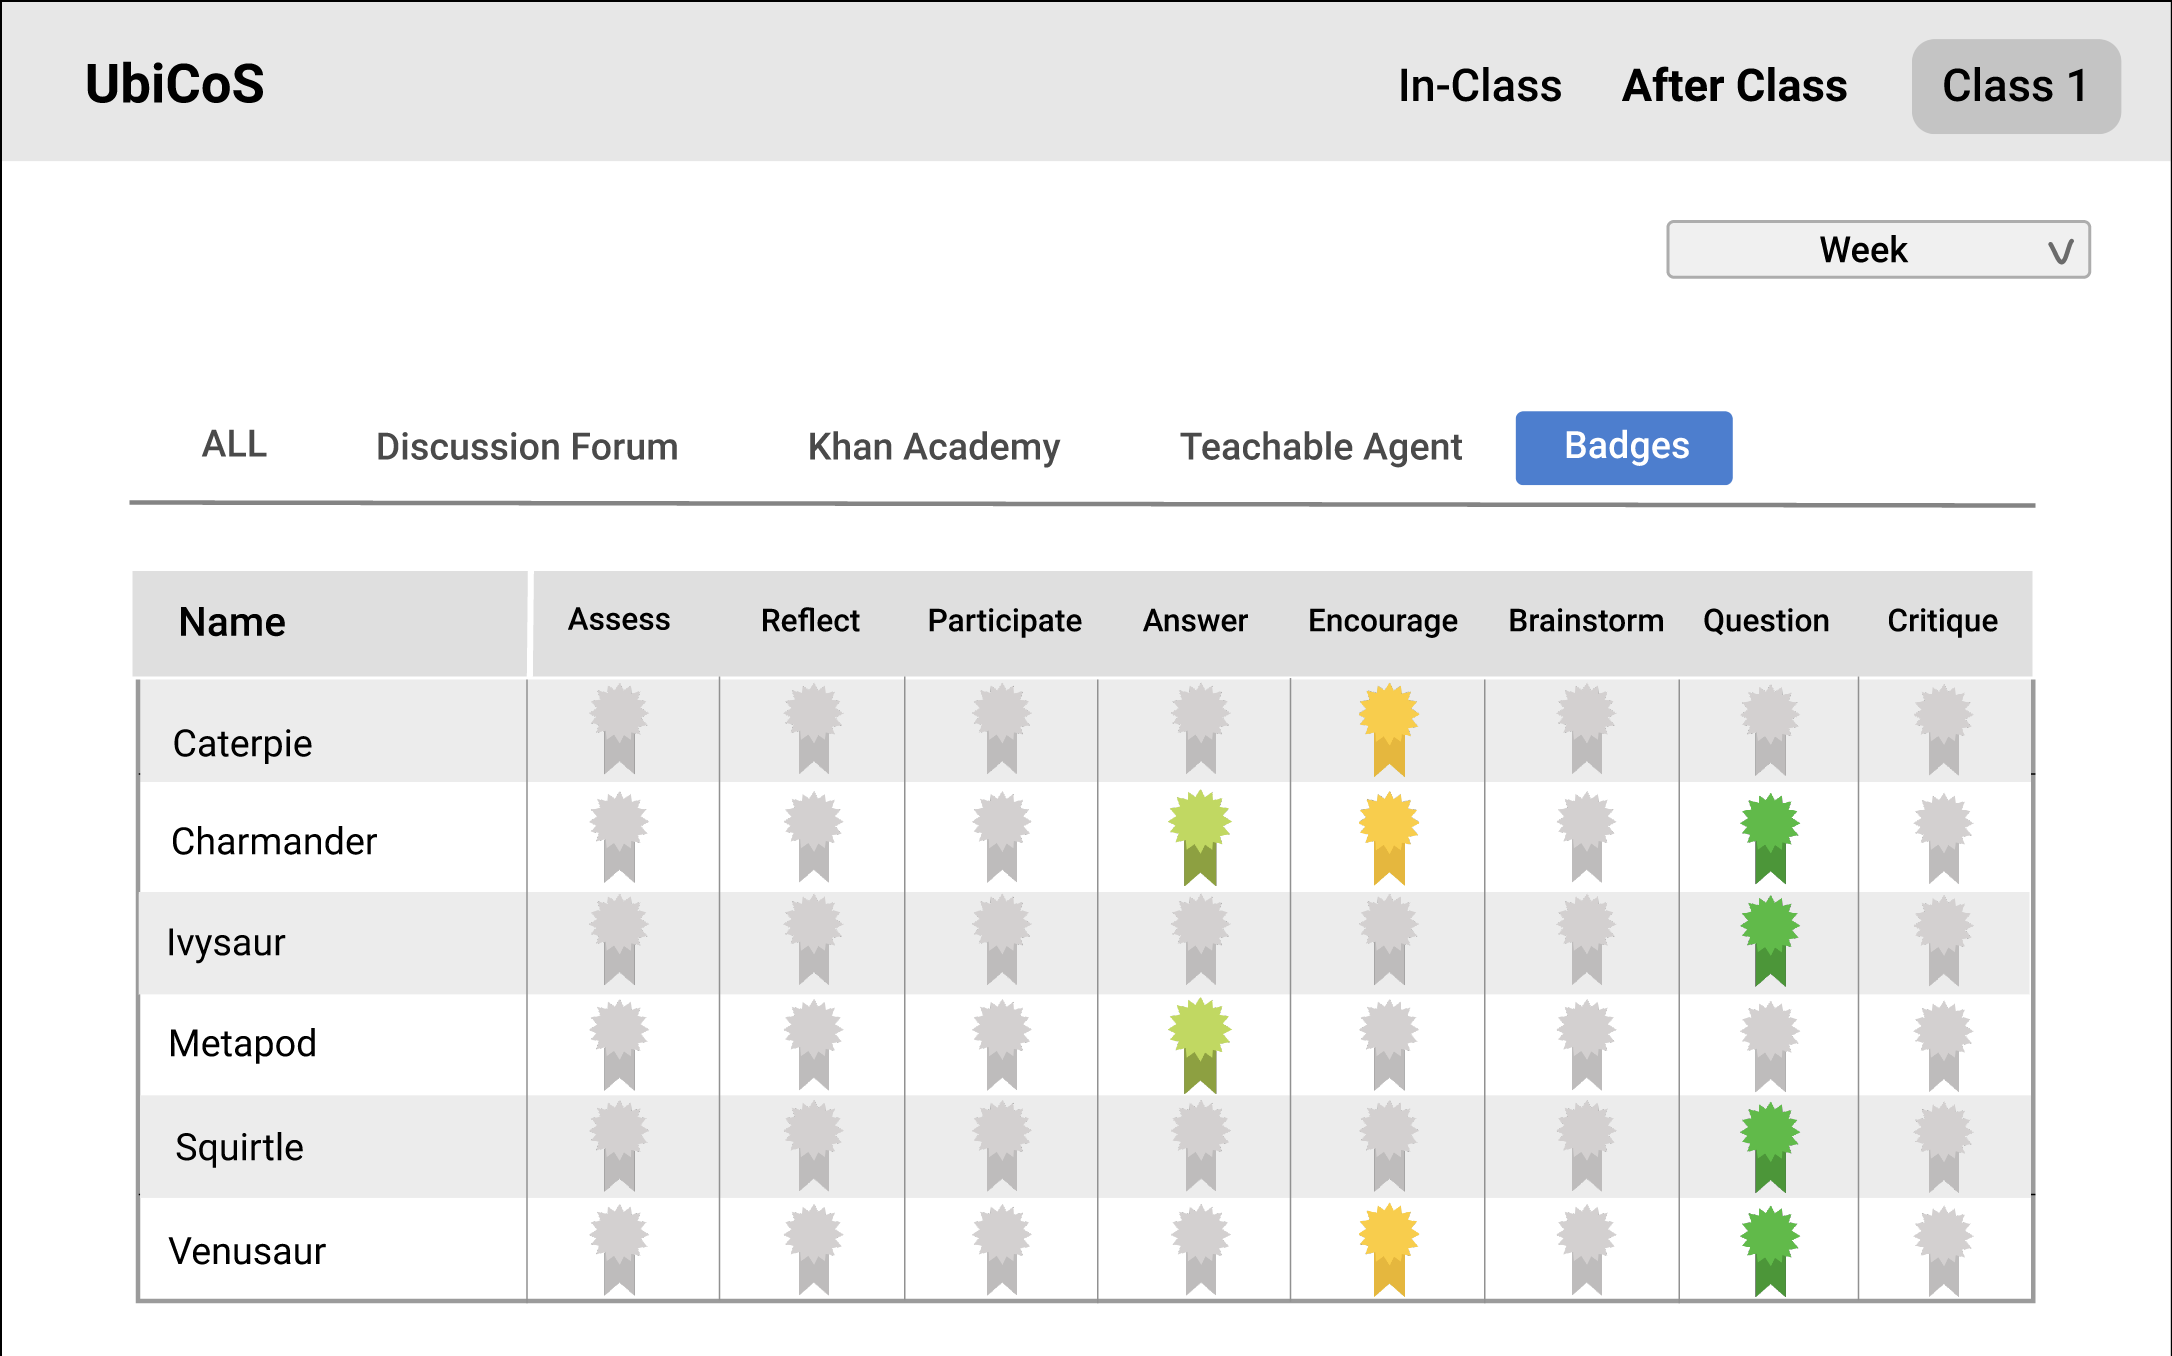 UbiCoS In-Class After Class Class 1
Week
ALL Discussion Forum Khan Academy Teachable Agent Badges
Name Assess Reflect Participate Answer Encourage Brainstorm Question Critique
Caterpie
Charmander
Ivysaur
Metapod
Squirtle
Venusaur